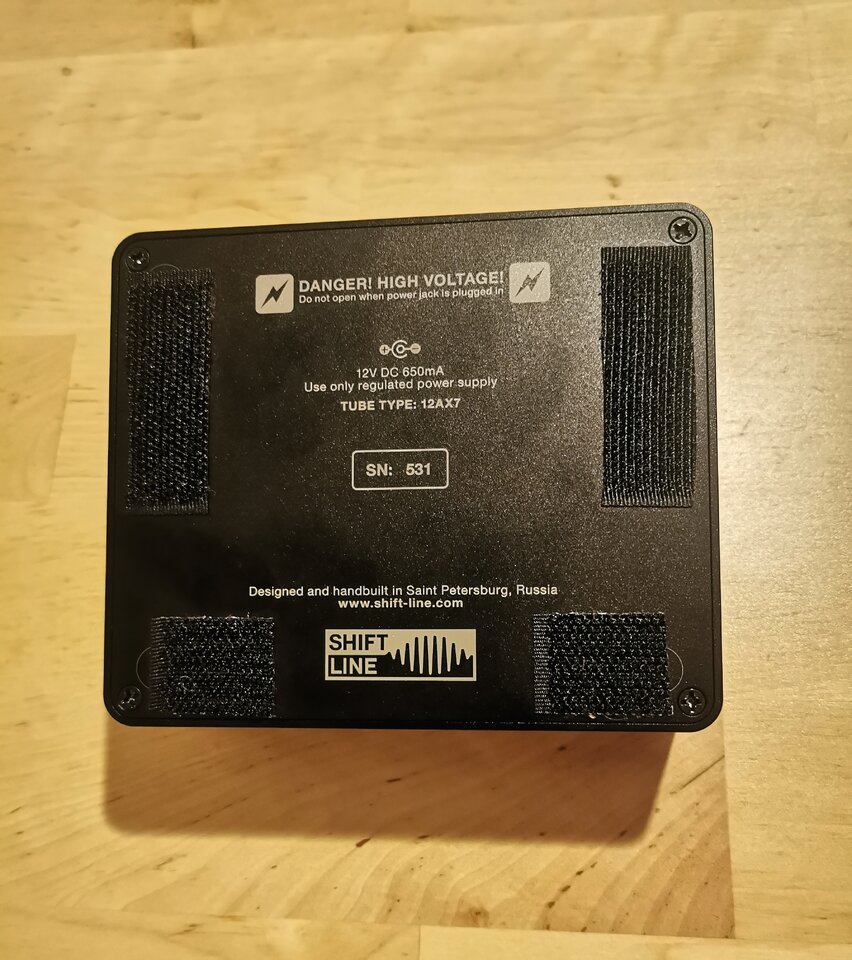 DANGER! HIGH VOLTAGE!
Do not open when power jack is plugged in
12V DC 650mA
Use only regulated power supply
TUBE TYPE: 12AX7
SN: 531
Designed and handbuilt in Saint Petersburg, Russia
www.shift-line.com
SHIFT
LINE